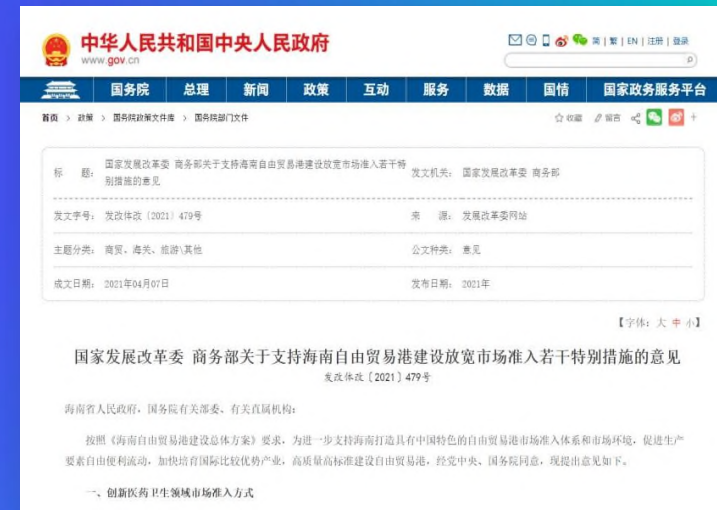 中华人民共和国中央人民政府
www.gov.cn
简 | 繁 | EN | 注册 | 登录
国务院 总理 新闻 政策 互动 服务 数据 国情 国家政务服务平台
首页 > 政策 > 国务院政策文件库 > 国务院部门文件
☆ 收藏 留言
标 题: 国家发展改革委 商务部关于支持海南自由贸易港建设放宽市场准入若干特
别措施的意见
发文机关: 国家发展改革委 商务部
发文字号: 发改体改〔2021〕479号
来 源: 发展改革委网站
主题分类: 商贸、海关、旅游\其他
公文种类: 意见
成文日期: 2021年04月07日
发布日期: 2021年
【字体: 大 中 小】
国家发展改革委 商务部关于支持海南自由贸易港建设放宽市场准入若干特别措施的意见
发改体改〔2021〕479号
海南省人民政府,国务院有关部委、有关直属机构:
按照《海南自由贸易港建设总体方案》要求,为进一步支持海南打造具有中国特色的自由贸易港市场准入体系和市场环境,促进生产
要素自由便利流动,加快培育国际比较优势产业,高质量高标准建设自由贸易港,经党中央、国务院同意,现提出意见如下。
一、创新医药卫生领域市场准入方式